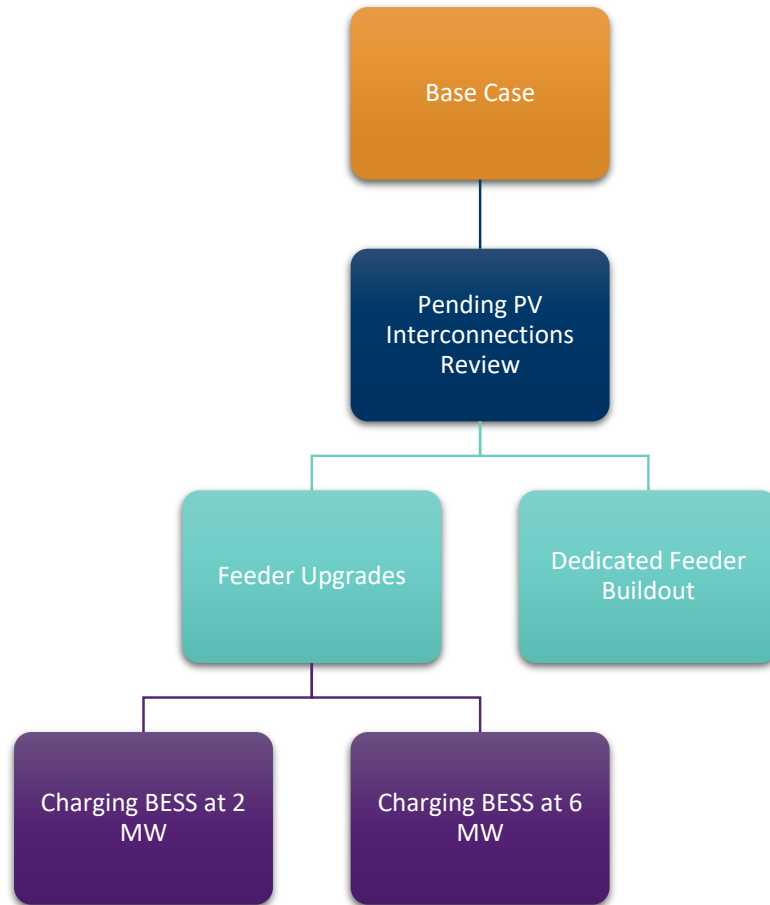 Base Case
Pending PV
Interconnections
Review
Feeder Upgrades
Dedicated Feeder
Buildout
Charging BESS at 2
MW
Charging BESS at 6
MW